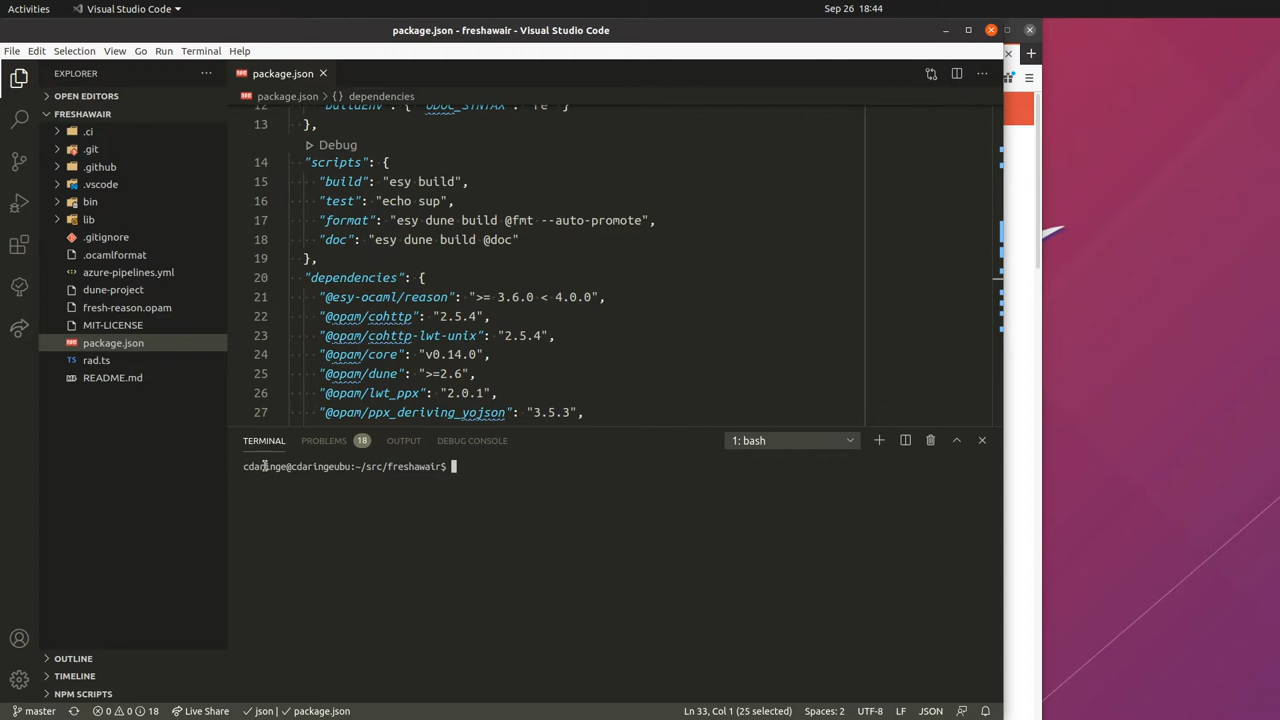 Activities
Visual Studio Code
Sep 26 18:44
package.json - freshawair - Visual Studio Code
File Edit Selection View Go Run Terminal Help
EXPLORER
package.json
OPEN EDITORS
package.json > {} dependencies
FRESHAWAIR
.ci
.git
.github
.vscode
bin
lib
.gitignore
.ocamlformat
azure-pipelines.yml
dune-project
fresh-reason.opam
MIT-LICENSE
package.json
rad.ts
README.md
12 "buildEnv": { "ODOC_SYNTAX": "re" }
13 },
Debug
14 "scripts": {
15 "build": "esy build",
16 "test": "echo sup",
17 "format": "esy dune build @fmt --auto-promote",
18 "doc": "esy dune build @doc"
19 },
20 "dependencies": {
21 "@esy-ocaml/reason": ">= 3.6.0 < 4.0.0",
22 "@opam/cohttp": "2.5.4",
23 "@opam/cohttp-lwt-unix": "2.5.4",
24 "@opam/core": "v0.14.0",
25 "@opam/dune": ">=2.6",
26 "@opam/lwt_ppx": "2.0.1",
27 "@opam/ppx_deriving_yojson": "3.5.3",
TERMINAL PROBLEMS 18 OUTPUT DEBUG CONSOLE 1: bash
cdaringe@cdaringeubu:~/src/freshawair$
OUTLINE
TIMELINE
NPM SCRIPTS
master 0 0 18 Live Share json | package.json Ln 33, Col 1 (25 selected) Spaces: 2 UTF-8 LF JSON